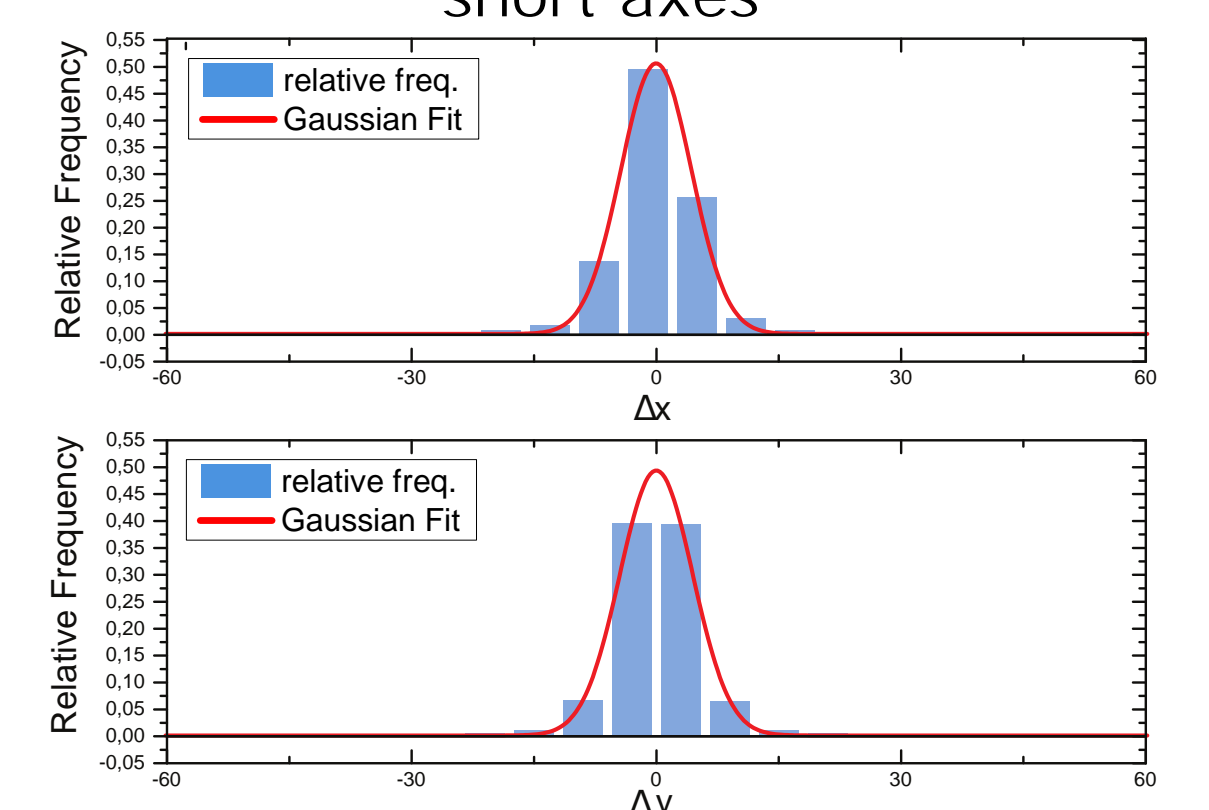 short axes
0,55
0,50
0,45
0,40
0,35
0,30
0,25
0,20
0,15
0,10
0,05
0,00
-0,05
Relative Frequency
relative freq.
Gaussian Fit
-60 -30 0 30 60
Δx
0,55
0,50
0,45
0,40
0,35
0,30
0,25
0,20
0,15
0,10
0,05
0,00
-0,05
Relative Frequency
relative freq.
Gaussian Fit
-60 -30 0 30 60
Δy